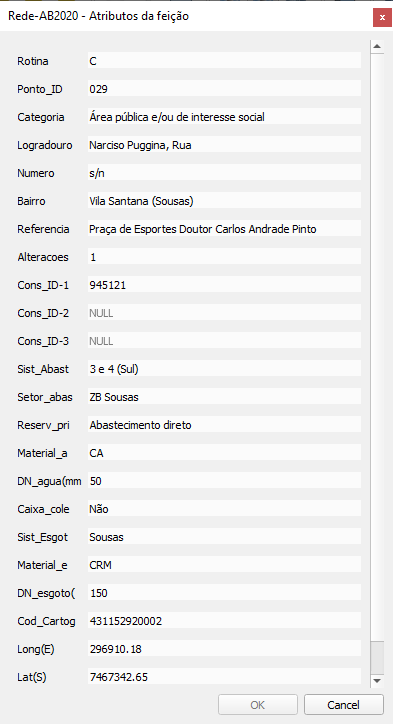 Rede-AB2020 - Atributos da feição
Rotina C
Ponto_ID 029
Categoria Área pública e/ou de interesse social
Logradouro Narciso Puggina, Rua
Numero s/n
Bairro Vila Santana (Sousas)
Referencia Praça de Esportes Doutor Carlos Andrade Pinto
Alteracoes 1
Cons_ID-1 945121
Cons_ID-2 NULL
Cons_ID-3 NULL
Sist_Abast 3 e 4 (Sul)
Setor_abas ZB Sousas
Reserv_pri Abastecimento direto
Material_a CA
DN_agua(mm 50
Caixa_cole Não
Sist_Esgot Sousas
Material_e CRM
DN_esgoto( 150
Cod_Cartog 431152920002
Long(E) 296910.18
Lat(S) 7467342.65
OK Cancel